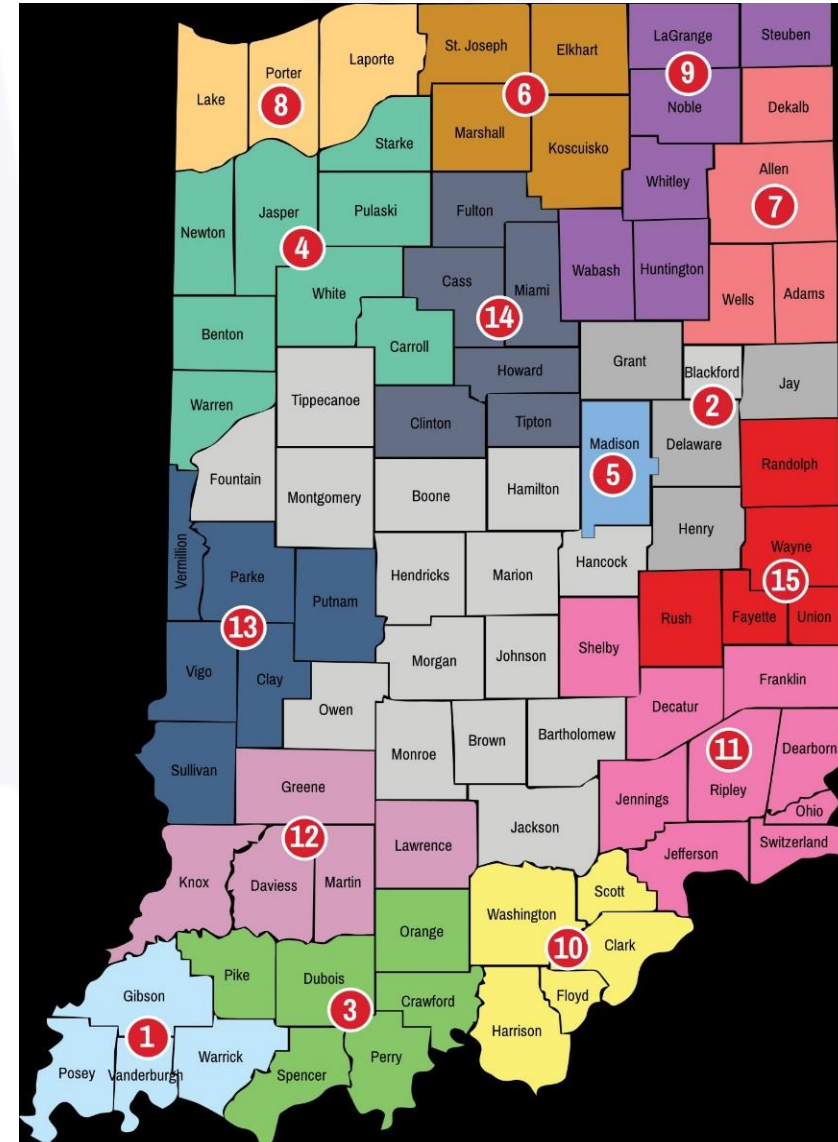 St. Joseph
Elkhart
LaGrange
Steuben
Lake
Porter
Laporte
8
6
9
Noble
Dekalb
Marshall
Koscuisko
Starke
Allen
7
Whitley
Newton
Jasper
Pulaski
Fulton
4
White
Cass
Miami
14
Wabash
Huntington
Wells
Adams
Benton
Carroll
Grant
Blackford
Jay
2
Howard
Warren
Tippecanoe
Clinton
Tipton
Madison
5
Delaware
Randolph
Fountain
Montgomery
Boone
Hamilton
Henry
Wayne
15
Vermillion
Parke
Putnam
Hendricks
Marion
Hancock
Rush
Fayette
Union
13
Vigo
Clay
Morgan
Johnson
Shelby
Franklin
Owen
Decatur
Monroe
Brown
Bartholomew
11
Ripley
Dearborn
Sullivan
Greene
Jennings
Ohio
Jackson
12
Lawrence
Jefferson
Switzerland
Knox
Daviess
Martin
Washington
Scott
Orange
10
Clark
Pike
Dubois
Gibson
3
Crawford
Floyd
Harrison
1
Posey
Vanderburgh
Warrick
Spencer
Perry